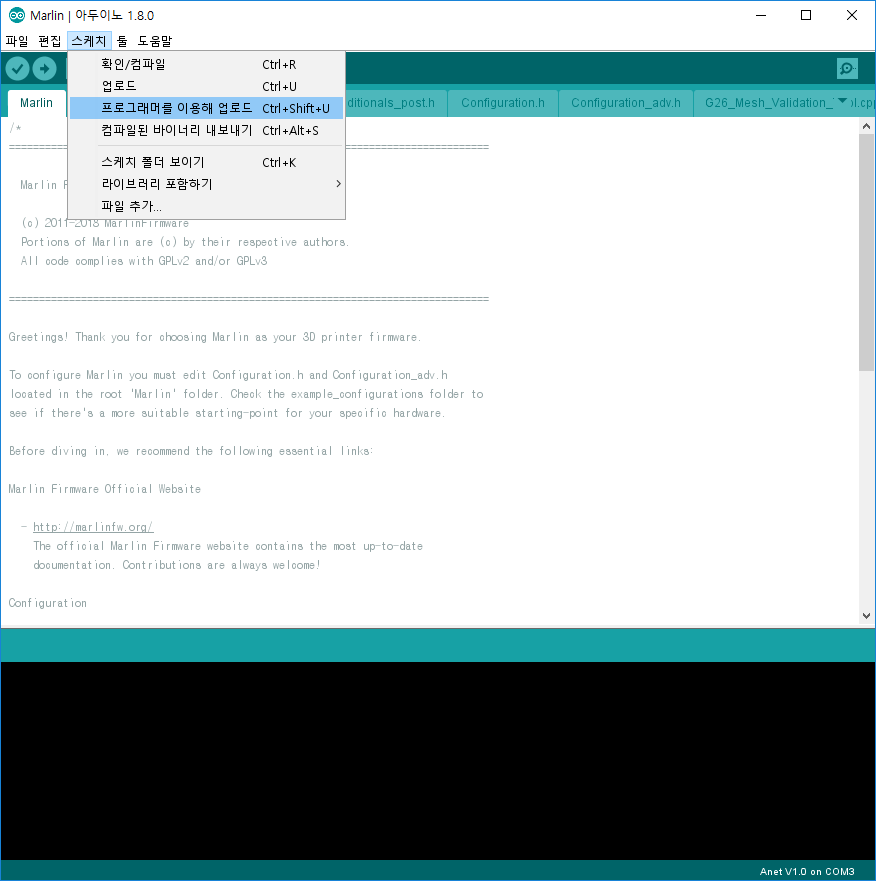 Marlin | 아두이노 1.8.0
파일 편집 스케치 툴 도움말
확인/컴파일 Ctrl+R
업로드 Ctrl+U
프로그래머를 이용해 업로드 Ctrl+Shift+U
컴파일된 바이너리 내보내기 Ctrl+Alt+S
스케치 폴더 보이기 Ctrl+K
라이브러리 포함하기
파일 추가...
Marlin ditionals_post.h Configuration.h Configuration_adv.h G26_Mesh_Validation_ ol.cpp
/*
================================================================================
Marlin F
(c) 2011-2018 MarlinFirmware
Portions of Marlin are (c) by their respective authors.
All code complies with GPLv2 and/or GPLv3
================================================================================
Greetings! Thank you for choosing Marlin as your 3D printer firmware.
To configure Marlin you must edit Configuration.h and Configuration_adv.h
located in the root 'Marlin' folder. Check the example_configurations folder to
see if there's a more suitable starting-point for your specific hardware.
Before diving in, we recommend the following essential links:
Marlin Firmware Official Website
- http://marlinfw.org/
The official Marlin Firmware website contains the most up-to-date
documentation. Contributions are always welcome!
Configuration
Anet V1.0 on COM3